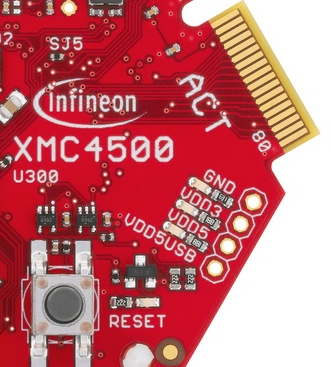 SJ5
Infineon
ACT
80
XMC4500
U300
GND
VDD3
VDD5
VDD5USB
RESET